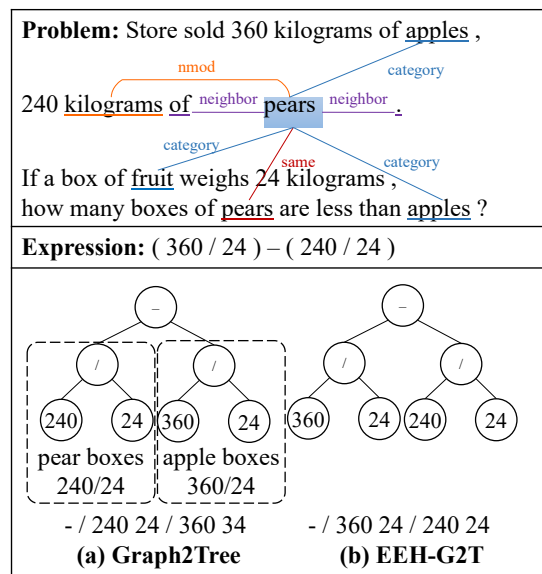 Problem: Store sold 360 kilograms of apples ,
nmod
category
240 kilograms of neighbor pears neighbor .
category
same
category
If a box of fruit weighs 24 kilograms ,
how many boxes of pears are less than apples ?
Expression: ( 360 / 24 ) – ( 240 / 24 )
– –
/ / / /
240 24 360 24 360 24 240 24
pear boxes apple boxes
240/24 360/24
- / 240 24 / 360 34 - / 360 24 / 240 24
(a) Graph2Tree (b) EEH-G2T